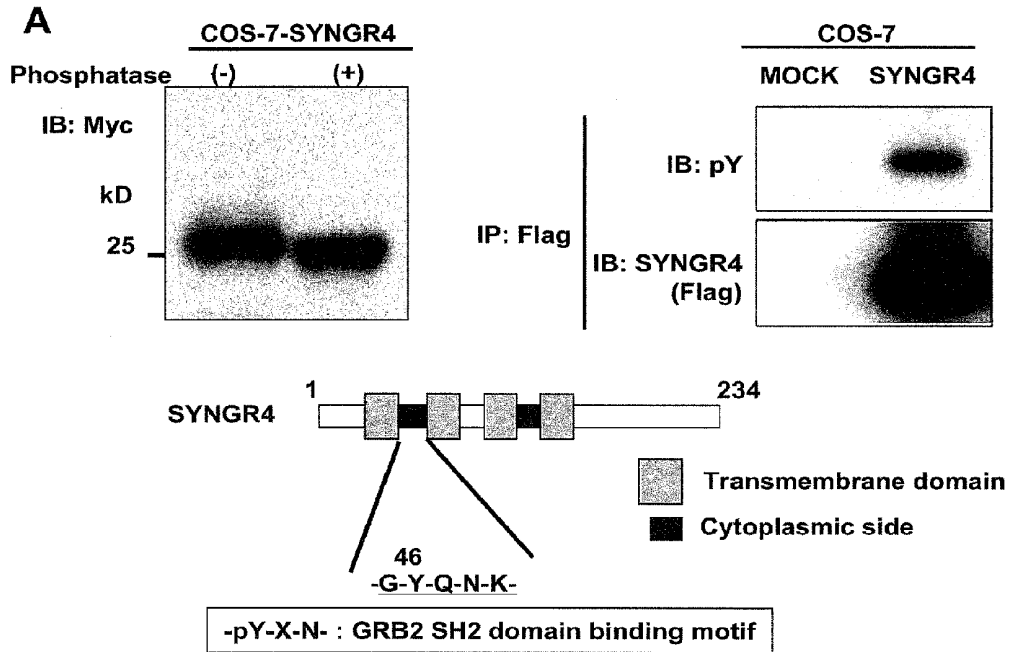 A
COS-7-SYNGR4
Phosphatase (-) (+)
IB: Myc
kD
25
COS-7
MOCK SYNGR4
IP: Flag
IB: pY
IB: SYNGR4
(Flag)
1 234
SYNGR4
Transmembrane domain
Cytoplasmic side
46
-G-Y-Q-N-K-
-pY-X-N- : GRB2 SH2 domain binding motif